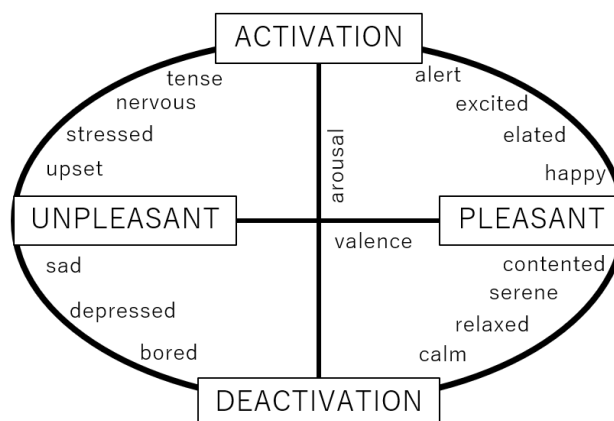 ACTIVATION
tense
alert
nervous
excited
stressed
elated
arousal
upset
happy
UNPLEASANT
PLEASANT
valence
sad
contented
serene
depressed
relaxed
bored
calm
DEACTIVATION